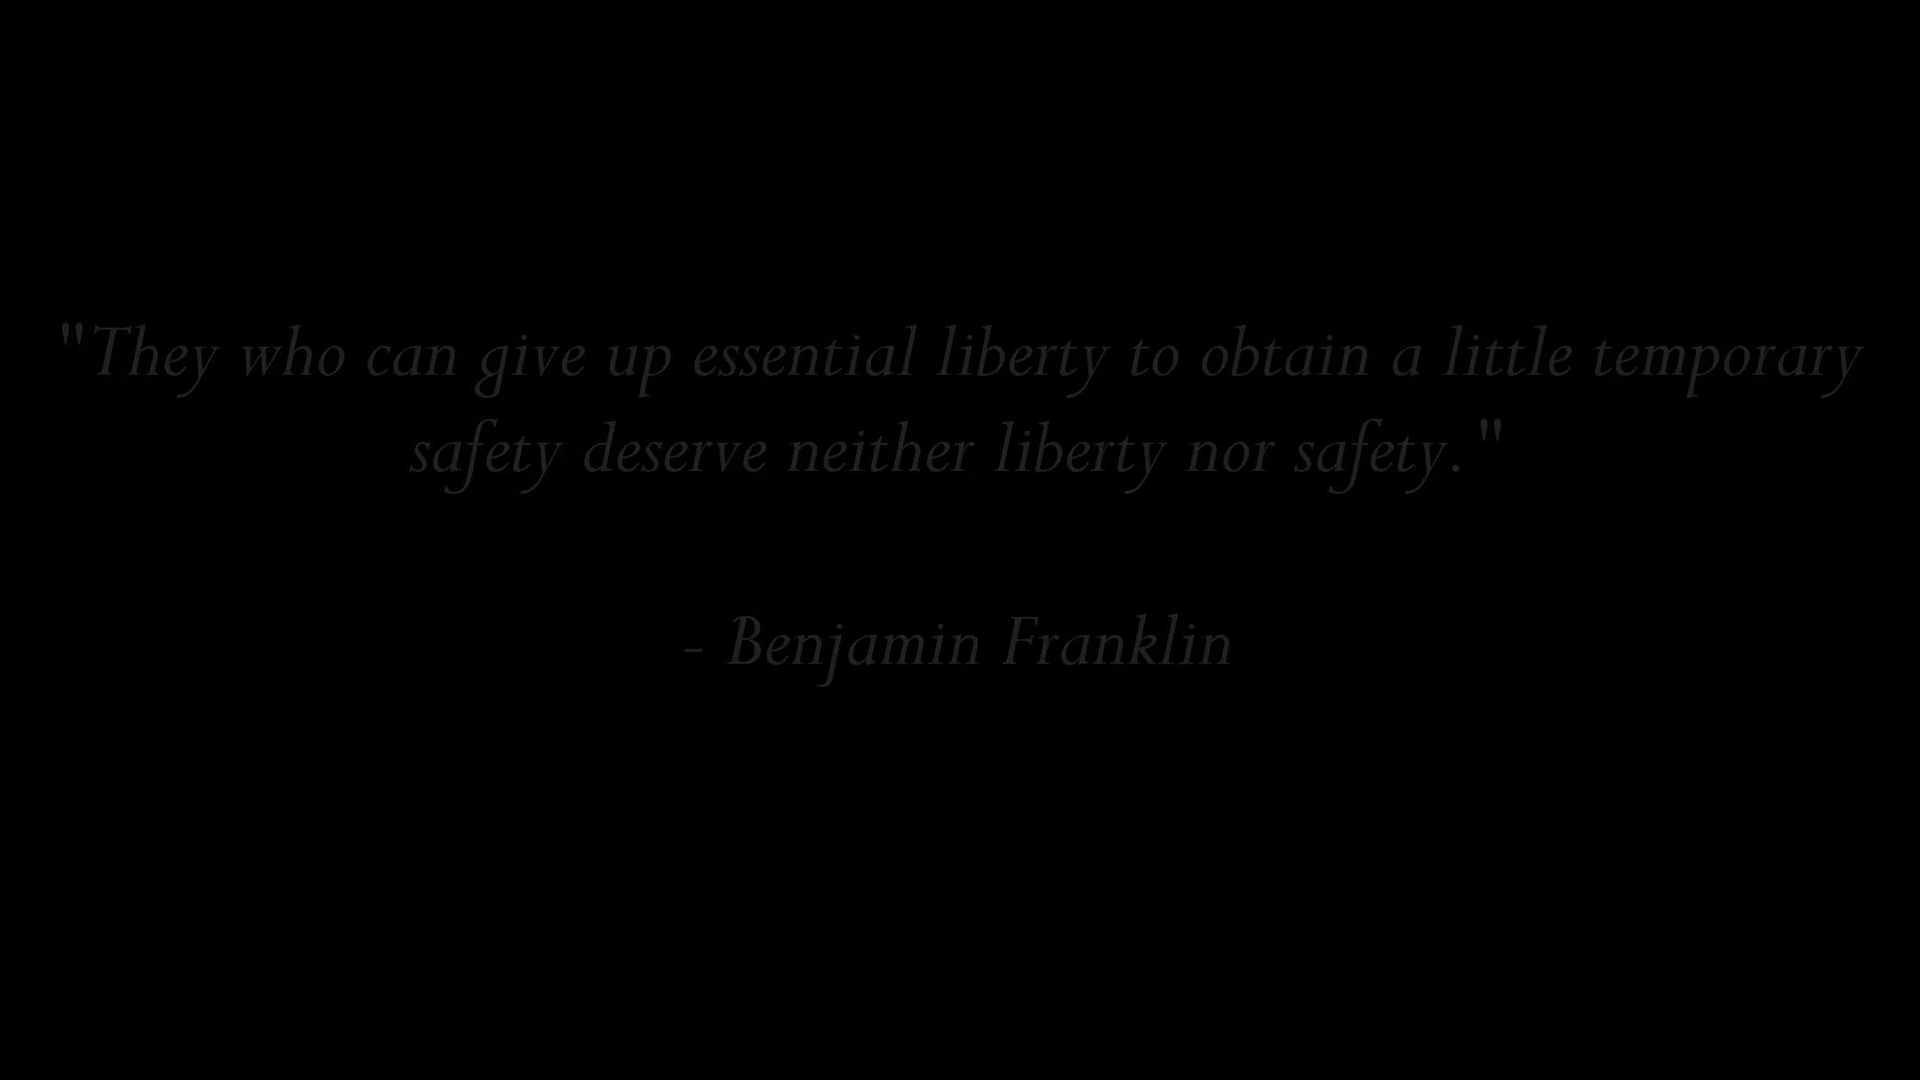 "They who can give up essential liberty to obtain a little temporary
safety deserve neither liberty nor safety."
- Benjamin Franklin